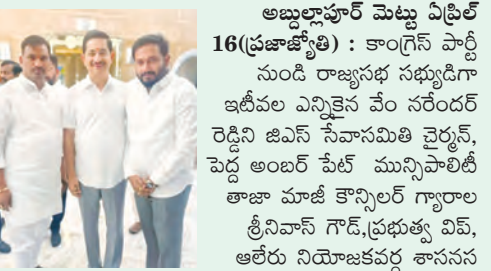 అబ్దుల్లాపూర్ మెట్టు ఏప్రిల్
16(ప్రజాజ్యోతి) : కాంగ్రెస్ పార్టీ
నుండి రాజ్యసభ సభ్యుడిగా
ఇటీవల ఎన్నికైన వేం నరేందర్
రెడ్డిని జిఎస్ సేవాసమితి చైర్మన్,
పెద్ద అంబర్ పేట్ మున్సిపాలిటీ
తాజా మాజీ కౌన్సిలర్ గ్యారాల
శ్రీనివాస్ గౌడ్,ప్రభుత్వ విప్,
ఆలేరు నియోజకవర్గ శాసనస